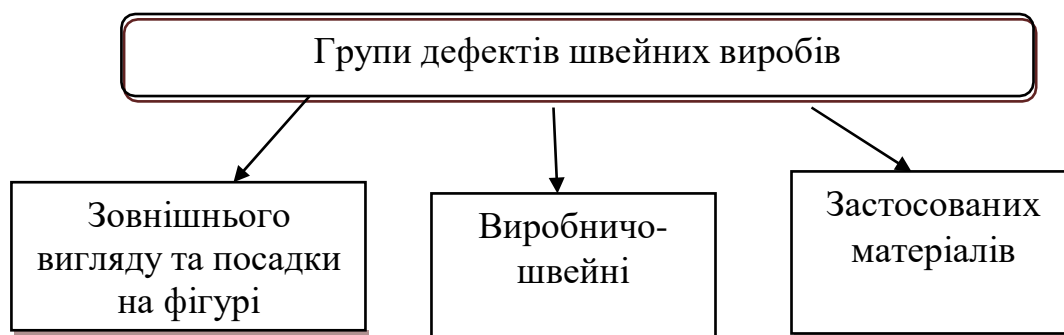 Групи дефектів швейних виробів
Зовнішнього
вигляду та посадки
на фігурі
Виробничо-
швейні
Застосованих
матеріалів